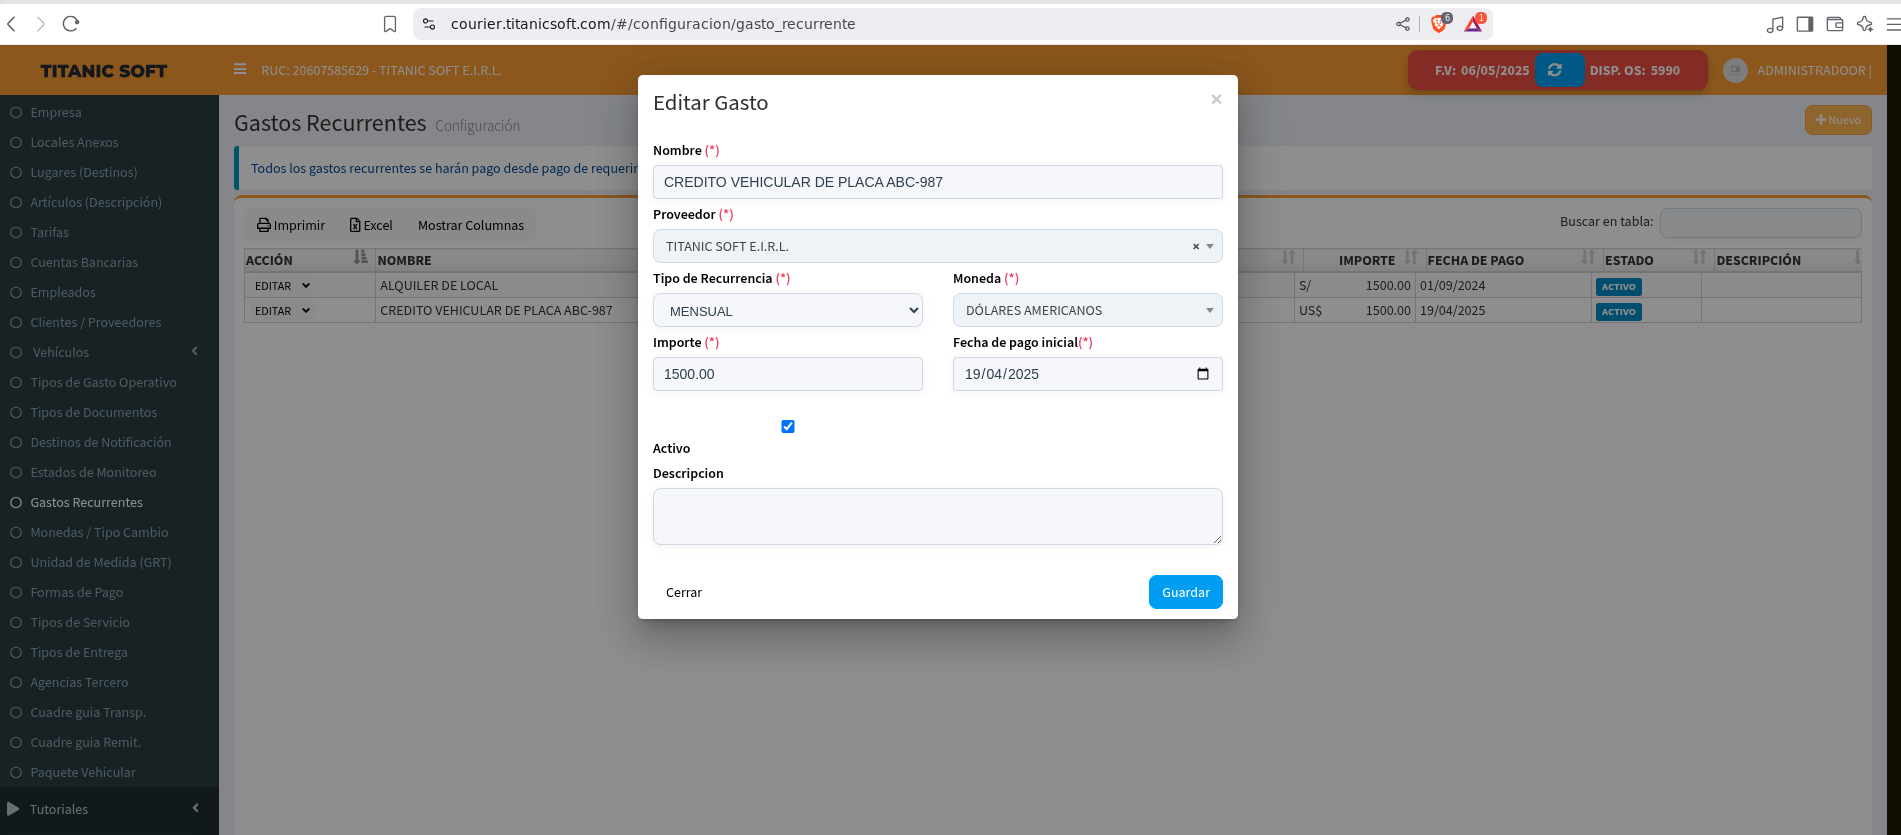 courier.titanicsoft.com/#/configuracion/gasto_recurrente
6
1
TITANIC SOFT
RUC: 20607585629 - TITANIC SOFT E.I.R.L.
F.V: 06/05/2025
DISP. OS: 5990
ADMINISTRADOOR |
Empresa
Locales Anexos
Lugares (Destinos)
Artículos (Descripción)
Tarifas
Cuentas Bancarias
Empleados
Clientes / Proveedores
Vehículos
Tipos de Gasto Operativo
Tipos de Documentos
Destinos de Notificación
Estados de Monitoreo
Gastos Recurrentes
Monedas / Tipo Cambio
Unidad de Medida (GRT)
Formas de Pago
Tipos de Servicio
Tipos de Entrega
Agencias Tercero
Cuadre guia Transp.
Cuadre guia Remit.
Paquete Vehicular
Tutoriales
Gastos Recurrentes Configuración
Nuevo
Todos los gastos recurrentes se harán pago desde pago de requerir
Imprimir Excel Mostrar Columnas
Buscar en tabla:
ACCIÓN NOMBRE IMPORTE FECHA DE PAGO ESTADO DESCRIPCIÓN
EDITAR ALQUILER DE LOCAL S/ 1500.00 01/09/2024 ACTIVO
EDITAR CREDITO VEHICULAR DE PLACA ABC-987 US$ 1500.00 19/04/2025 ACTIVO
Editar Gasto
×
Nombre (*)
CREDITO VEHICULAR DE PLACA ABC-987
Proveedor (*)
TITANIC SOFT E.I.R.L. ×
Tipo de Recurrencia (*) Moneda (*)
MENSUAL DÓLARES AMERICANOS
Importe (*) Fecha de pago inicial(*)
1500.00 19/04/2025
Activo
Descripcion
Cerrar Guardar